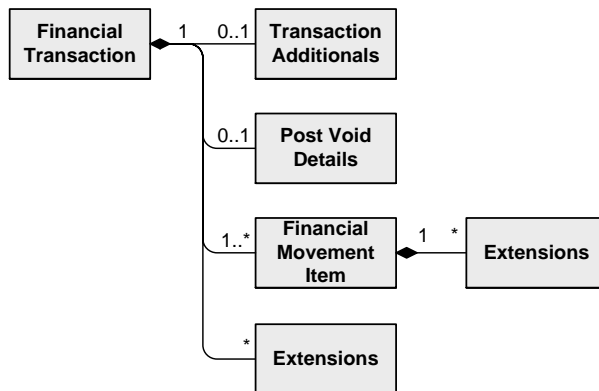 Financial
Transaction
1
0..1
Transaction
Additionals
0..1
Post Void
Details
1..*
Financial
Movement
Item
1
*
Extensions
*
Extensions